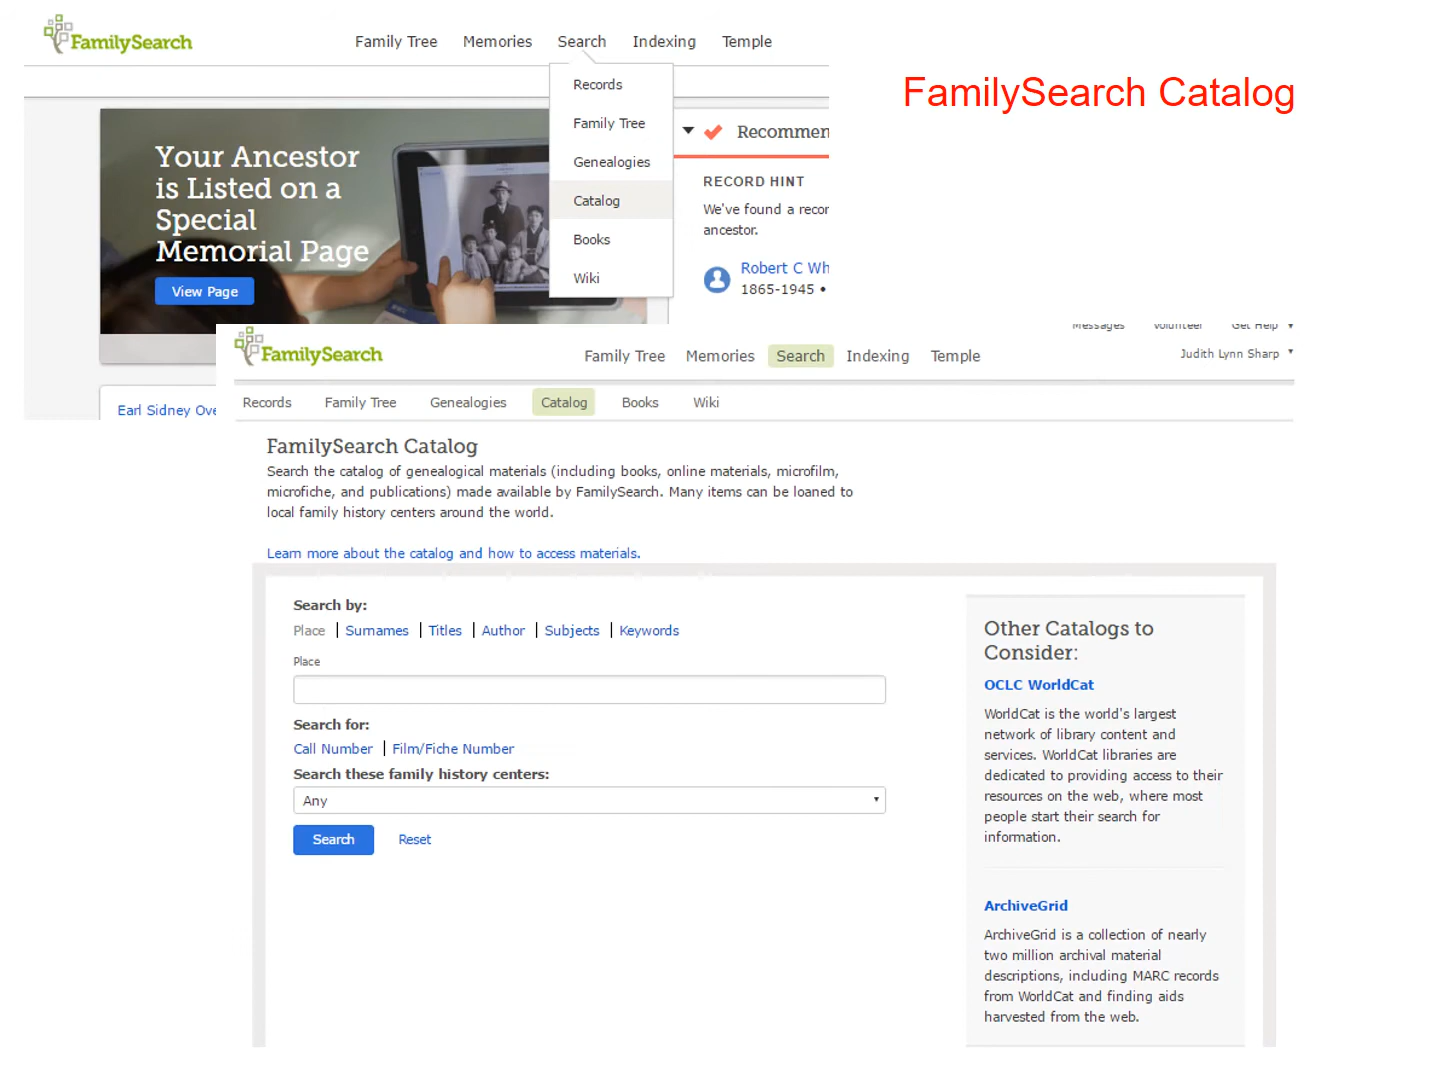 FamilySearch
Family Tree Memories Search Indexing Temple
FamilySearch Catalog
Records
Family Tree
Genealogies
Catalog
Books
Wiki
Your Ancestor
is Listed on a
Special
Memorial Page
View Page
Recommen
RECORD HINT
We've found a recor
ancestor.
Robert C Wh
1865-1945 •
Earl Sidney Ove
Messages Volunteer Get Help
FamilySearch
Family Tree Memories Search Indexing Temple
Judith Lynn Sharp
Records Family Tree Genealogies Catalog Books Wiki
FamilySearch Catalog
Search the catalog of genealogical materials (including books, online materials, microfilm,
microfiche, and publications) made available by FamilySearch. Many items can be loaned to
local family history centers around the world.
Learn more about the catalog and how to access materials.
Search by:
Place | Surnames | Titles | Author | Subjects | Keywords
Place
Search for:
Call Number | Film/Fiche Number
Search these family history centers:
Any
Search Reset
Other Catalogs to
Consider:
OCLC WorldCat
WorldCat is the world's largest
network of library content and
services. WorldCat libraries are
dedicated to providing access to their
resources on the web, where most
people start their search for
information.
ArchiveGrid
ArchiveGrid is a collection of nearly
two million archival material
descriptions, including MARC records
from WorldCat and finding aids
harvested from the web.